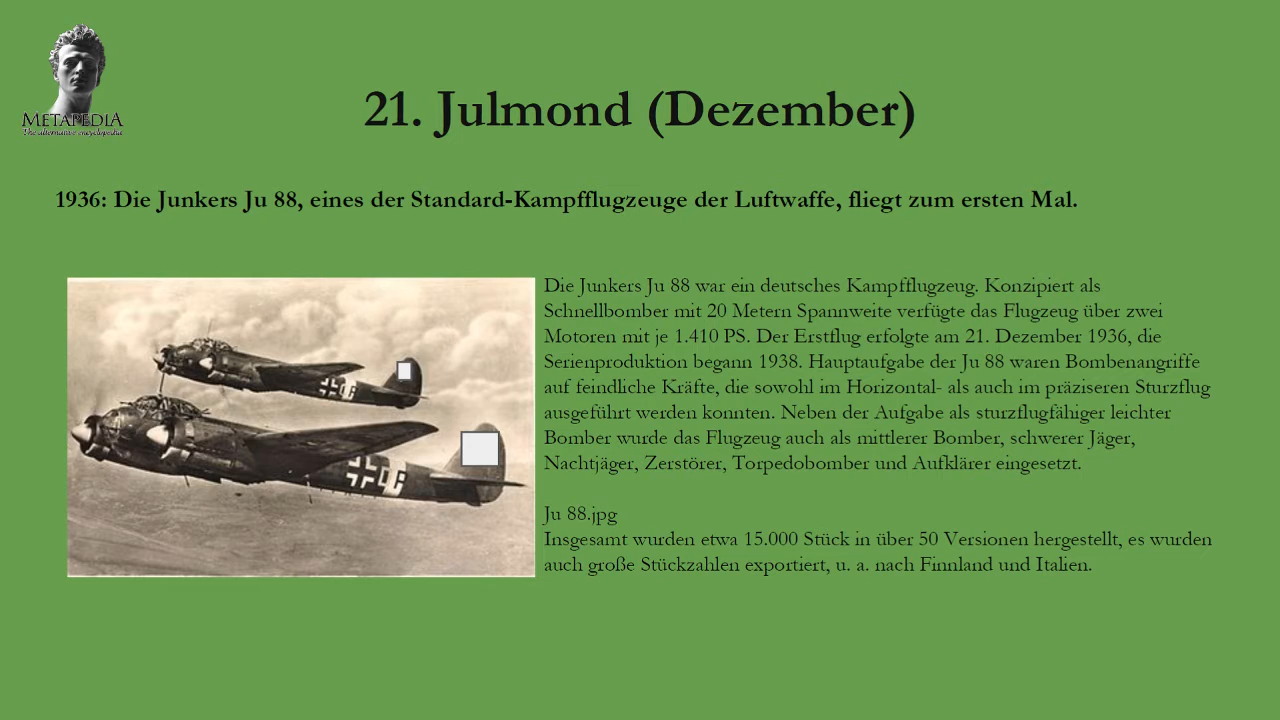 METAPEDIA
The alternative encyclopedia
21. Julmond (Dezember)
1936: Die Junkers Ju 88, eines der Standard-Kampfflugzeuge der Luftwaffe, fliegt zum ersten Mal.
Die Junkers Ju 88 war ein deutsches Kampfflugzeug. Konzipiert als
Schnellbomber mit 20 Metern Spannweite verfügte das Flugzeug über zwei
Motoren mit je 1.410 PS. Der Erstflug erfolgte am 21. Dezember 1936, die
Serienproduktion begann 1938. Hauptaufgabe der Ju 88 waren Bombenangriffe
auf feindliche Kräfte, die sowohl im Horizontal- als auch im präziseren Sturzflug
ausgeführt werden konnten. Neben der Aufgabe als sturzflugfähiger leichter
Bomber wurde das Flugzeug auch als mittlerer Bomber, schwerer Jäger,
Nachtjäger, Zerstörer, Torpedobomber und Aufklärer eingesetzt.
Ju 88.jpg
Insgesamt wurden etwa 15.000 Stück in über 50 Versionen hergestellt, es wurden
auch große Stückzahlen exportiert, u. a. nach Finnland und Italien.